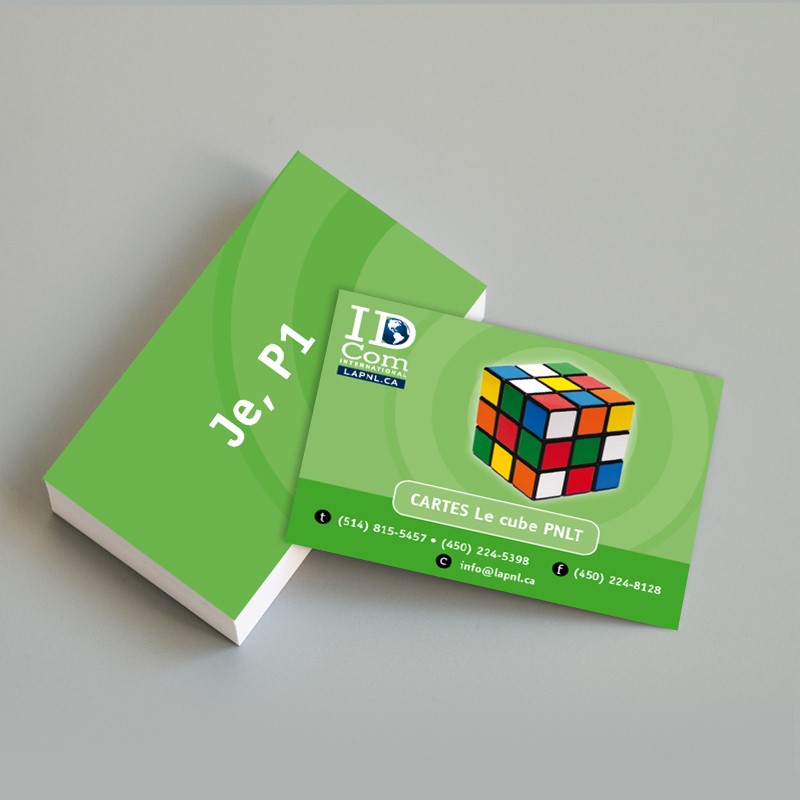 Je, P1
ID
Com
INTERNATIONAL
LAPNL.CA
CARTES Le cube PNLT
t (514) 815-5457 • (450) 224-5398
f (450) 224-8128
c info@lapnl.ca